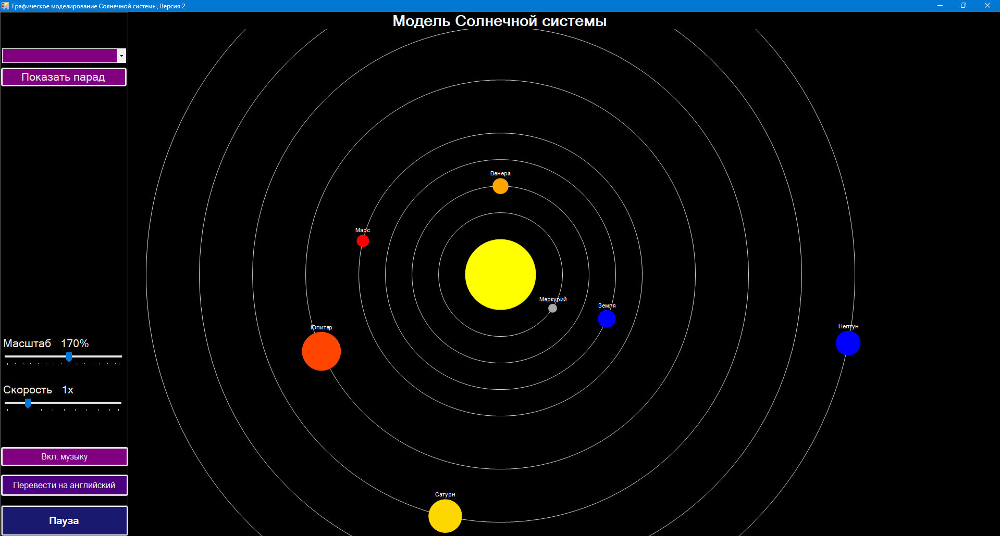 Графическое моделирование Солнечной системы, Версия 2
Модель Солнечной системы
Показать парад
Венера
Марс
Меркурий
Земля
Юпитер
Нептун
Масштаб 170%
Скорость 1x
Вкл. музыку
Перевести на английский
Сатурн
Пауза